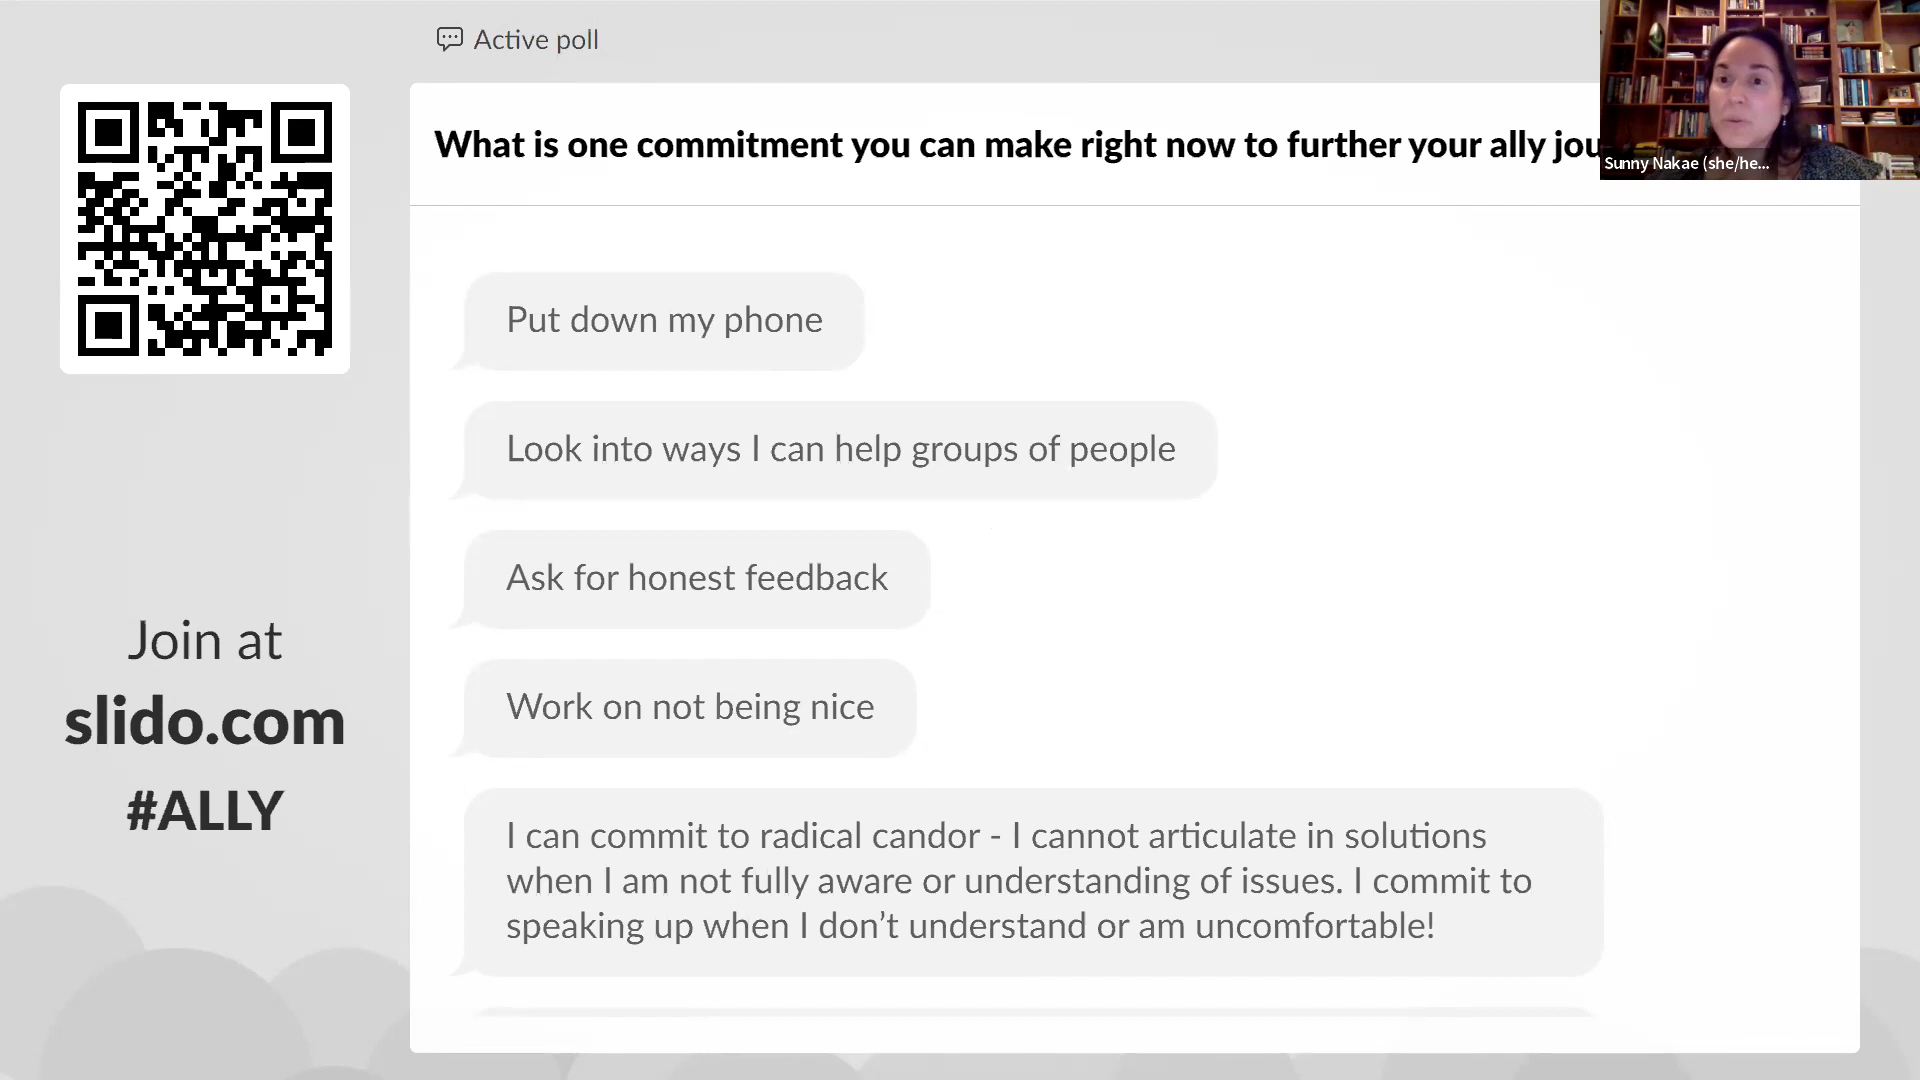 Active poll
What is one commitment you can make right now to further your ally jou
Sunny Nakae (she/he...
Put down my phone
Look into ways I can help groups of people
Ask for honest feedback
Work on not being nice
I can commit to radical candor - I cannot articulate in solutions
when I am not fully aware or understanding of issues. I commit to
speaking up when I don’t understand or am uncomfortable!
Join at
slido.com
#ALLY